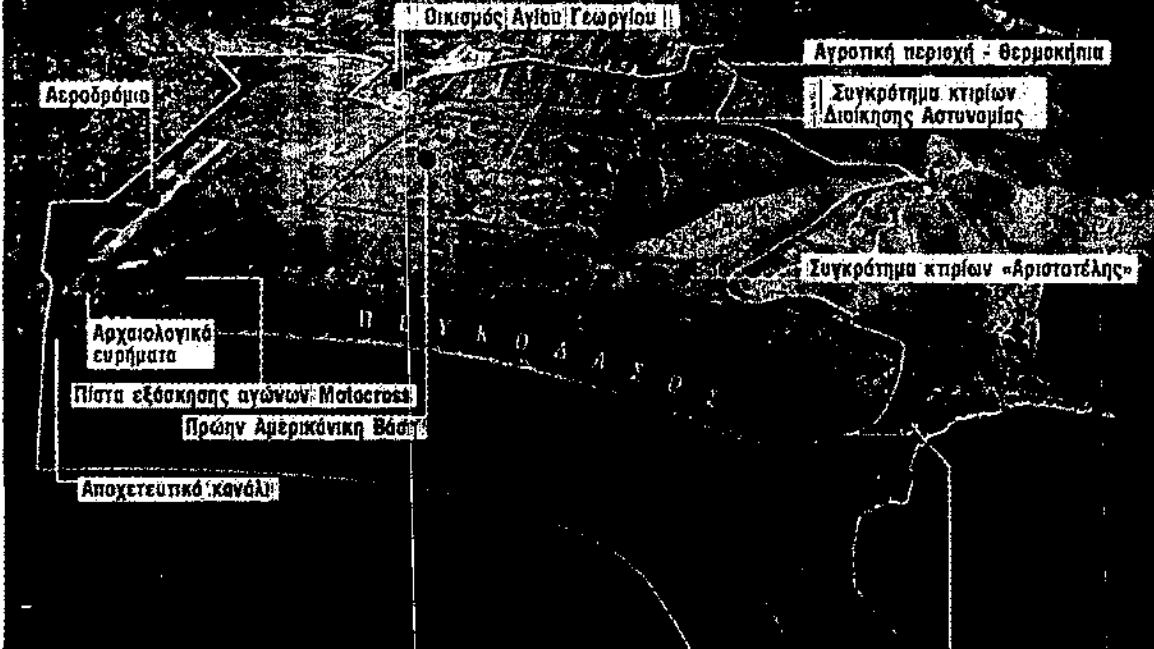 Οικισμός Αγίου Γεωργίου
Αγροτική περιοχή - Θερμοκήπια
Αεροδρόμιο
Συγκρότημα κτιρίων
Διοίκησης Αστυνομίας
Συγκρότημα κτιρίων «Αριστοτέλης»
ΠΕΥΚΟΔΑΣΟΣ
Αρχαιολογικά
ευρήματα
Πίστα εξάσκησης αγώνων Motocross
Πρώην Αμερικάνικη Βάση
Αποχετευτικό κανάλι